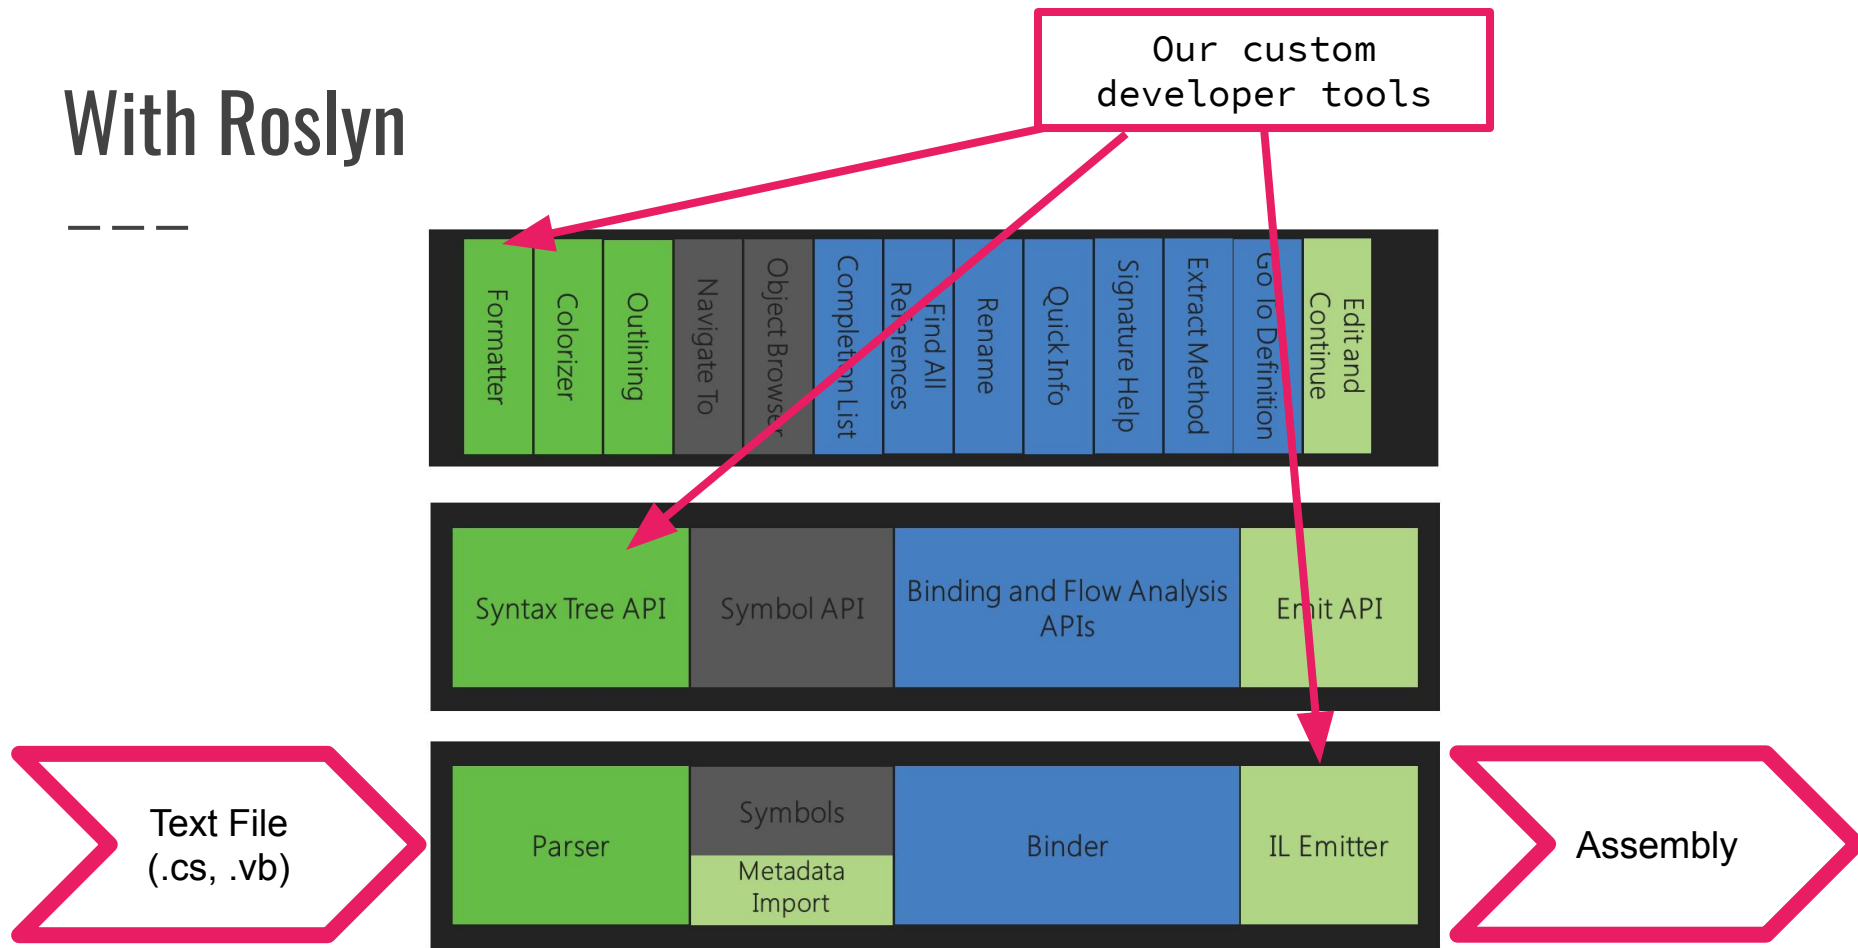 Our custom
developer tools
With Roslyn
Formatter
Colorizer
Outlining
Navigate To
Object Browser
Completion List
Find All
References
Rename
Quick Info
Signature Help
Extract Method
Go To Definition
Edit and
Continue
Syntax Tree API
Symbol API
Binding and Flow Analysis
APIs
Emit API
Text File
(.cs, .vb)
Parser
Symbols
Metadata
Import
Binder
IL Emitter
Assembly